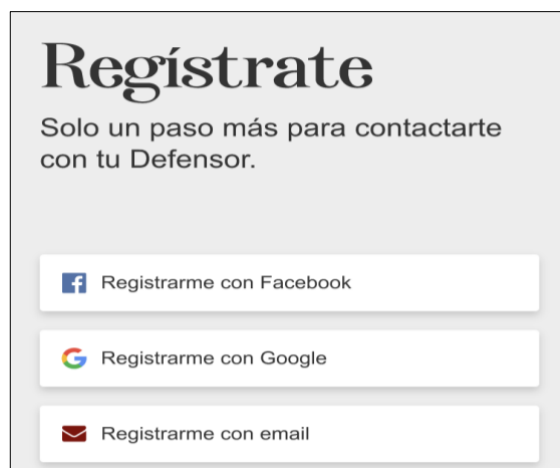 Regístrate
Solo un paso más para contactarte
con tu Defensor.
Registrarme con Facebook
Registrarme con Google
Registrarme con email